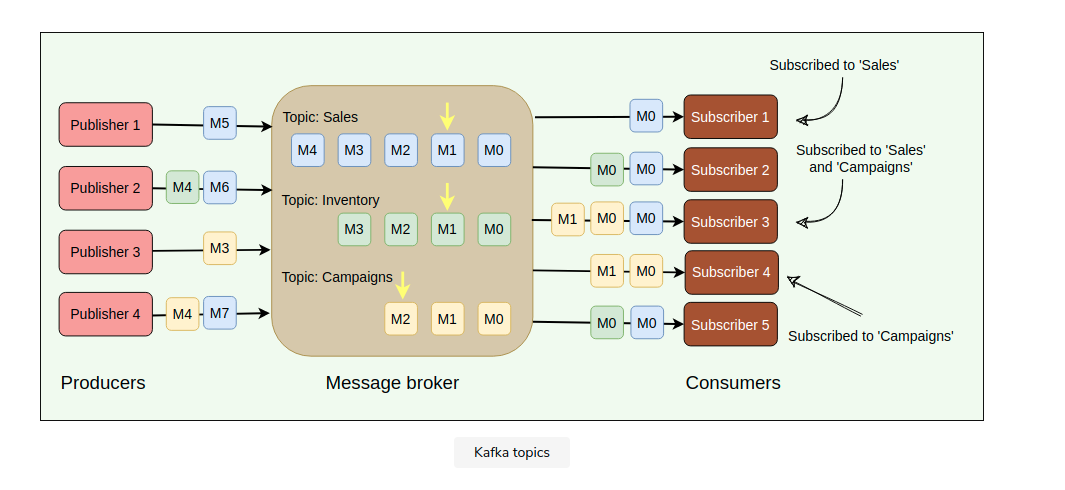 Subscribed to 'Sales'
Publisher 1
M5
Topic: Sales
M4 M3 M2 M1 M0
M0
Subscriber 1
Subscribed to 'Sales'
and 'Campaigns'
Publisher 2
M4 M6
Topic: Inventory
M3 M2 M1 M0
M0 M0
Subscriber 2
M1 M0 M0
Subscriber 3
Publisher 3
M3
Topic: Campaigns
M2 M1 M0
M1 M0
Subscriber 4
Publisher 4
M4 M7
M0 M0
Subscriber 5
Subscribed to 'Campaigns'
Producers
Message broker
Consumers
Kafka topics